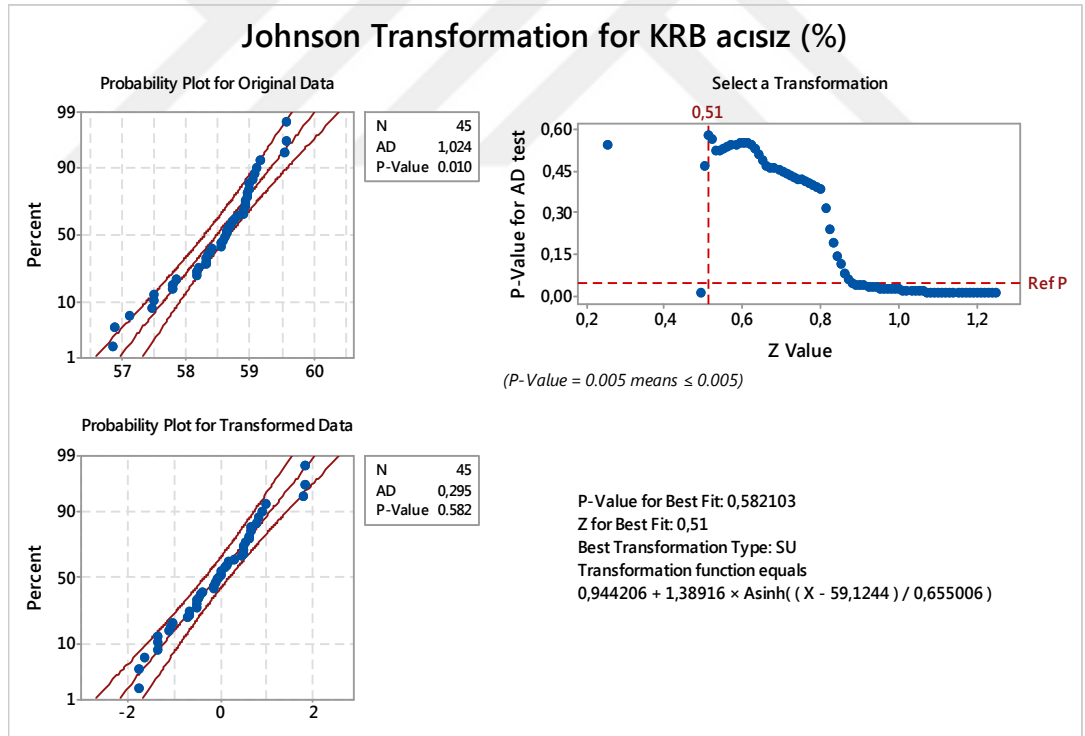 Johnson Transformation for KRB acısız (%)
Probability Plot for Original Data
99
90
50
10
1
Percent
57 58 59 60
N 45
AD 1,024
P-Value 0.010
Select a Transformation
0,51
0,60
0,45
0,30
0,15
0,00
P-Value for AD test
Ref P
0,2 0,4 0,6 0,8 1,0 1,2
Z Value
(P-Value = 0.005 means ≤ 0.005)
Probability Plot for Transformed Data
99
90
50
10
1
Percent
-2 0 2
N 45
AD 0,295
P-Value 0.582
P-Value for Best Fit: 0,582103
Z for Best Fit: 0,51
Best Transformation Type: SU
Transformation function equals
0,944206 + 1,38916 × Asinh( ( X - 59,1244 ) / 0,655006 )